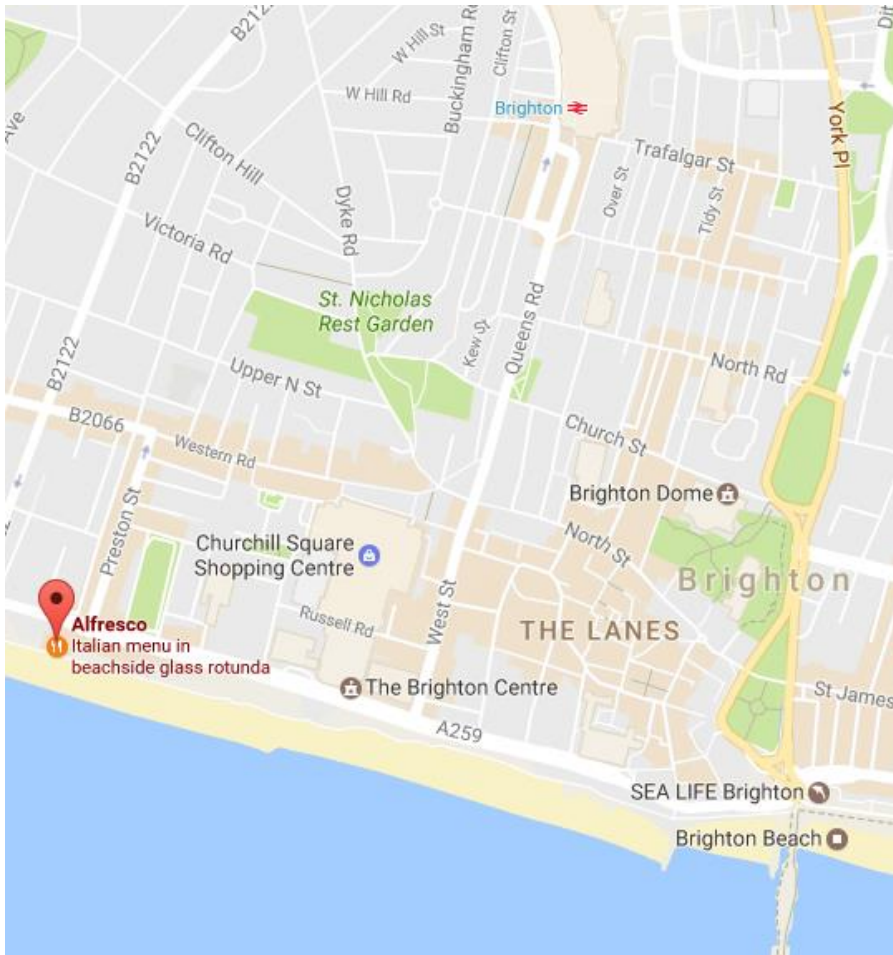 B2122
W Hill St
Buckingham Rd
Clifton St
Dit
W Hill Rd
Brighton
York Pl
Ave
B2122
Clifton Hill
Trafalgar St
Over St
Tidy St
Dyke Rd
Victoria Rd
St. Nicholas
Rest Garden
Queens Rd
Kew St
B2122
Upper N St
North Rd
B2066
Western Rd
Church St
Brighton Dome
Preston St
Churchill Square
Shopping Centre
North St
Brighton
Alfresco
Italian menu in
beachside glass rotunda
Russell Rd
West St
THE LANES
The Brighton Centre
St James
A259
SEA LIFE Brighton
Brighton Beach